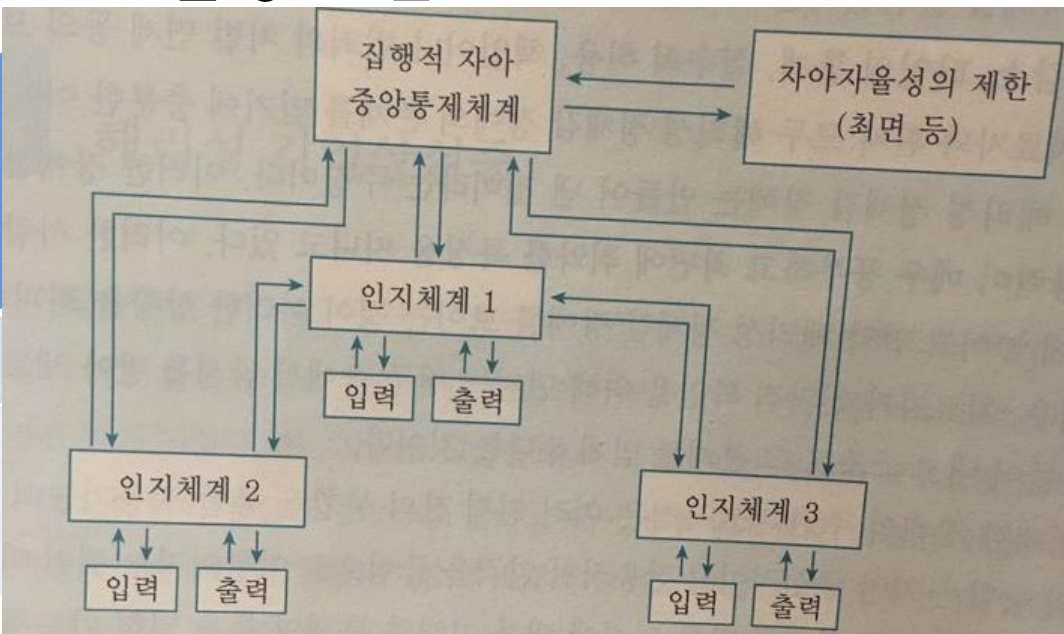 집행적 자아
중앙통제체계
자아자율성의 제한
(최면 등)
인지체계 1
입력
출력
인지체계 2
입력
출력
인지체계 3
입력
출력